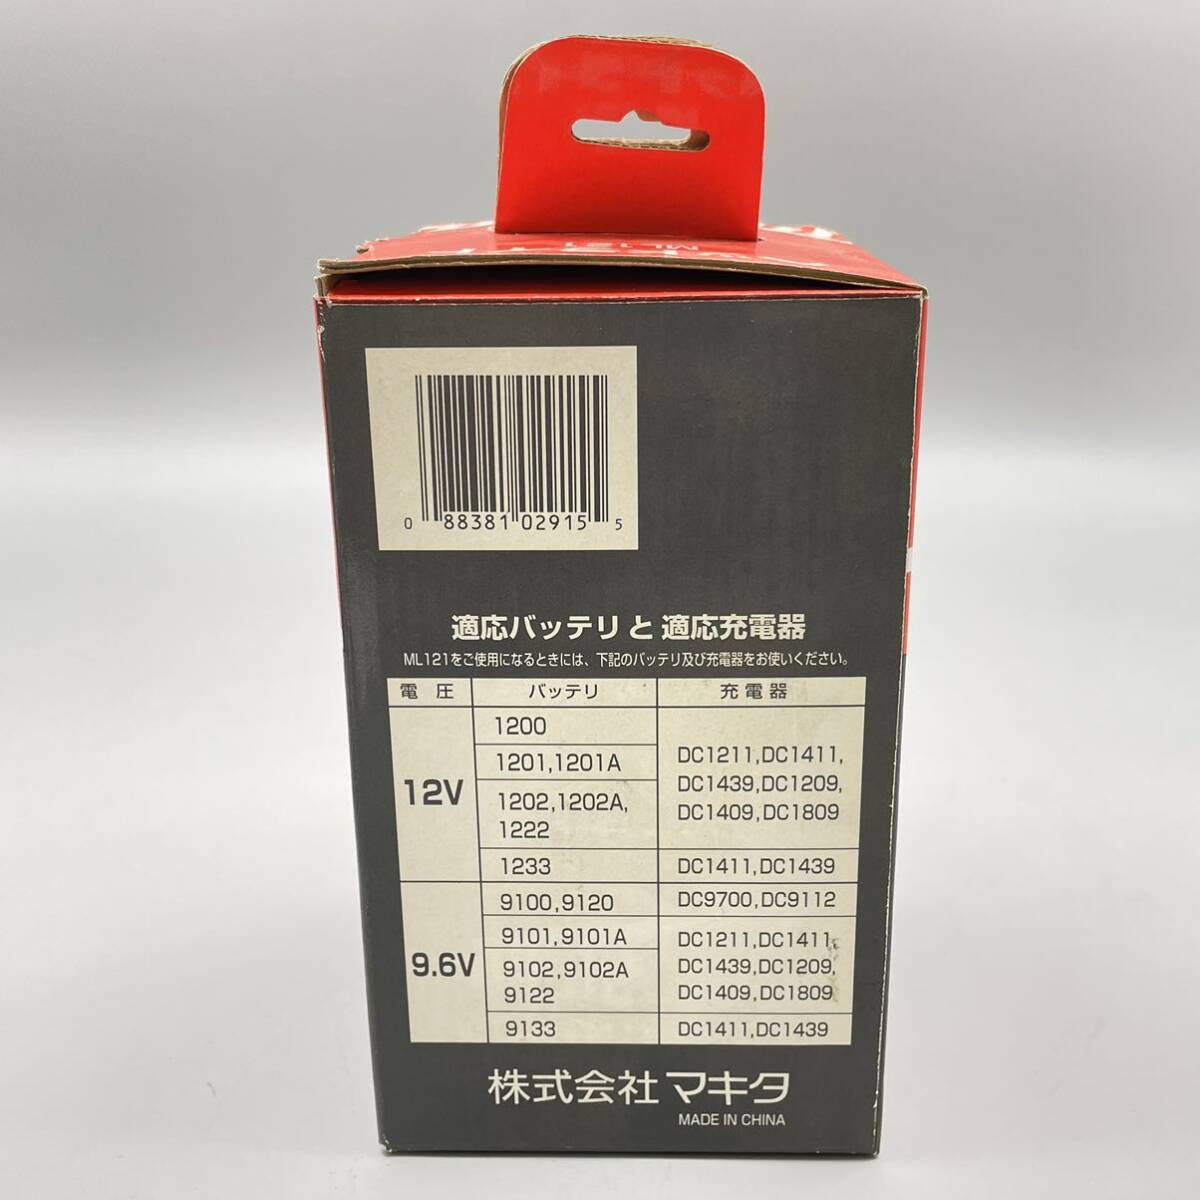 ML121
0 88381 02915 5
適応バッテリと適応充電器
ML121をご使用になるときには、下記のバッテリ及び充電器をお使いください。
電圧 バッテリ 充電器
12V
1200
1201,1201A
1202,1202A,
1222
DC1211,DC1411,
DC1439,DC1209,
DC1409,DC1809
1233 DC1411,DC1439
9.6V
9100,9120 DC9700,DC9112
9101,9101A
9102,9102A
9122
DC1211,DC1411,
DC1439,DC1209,
DC1409,DC1809
9133 DC1411,DC1439
株式会社マキタ
MADE IN CHINA